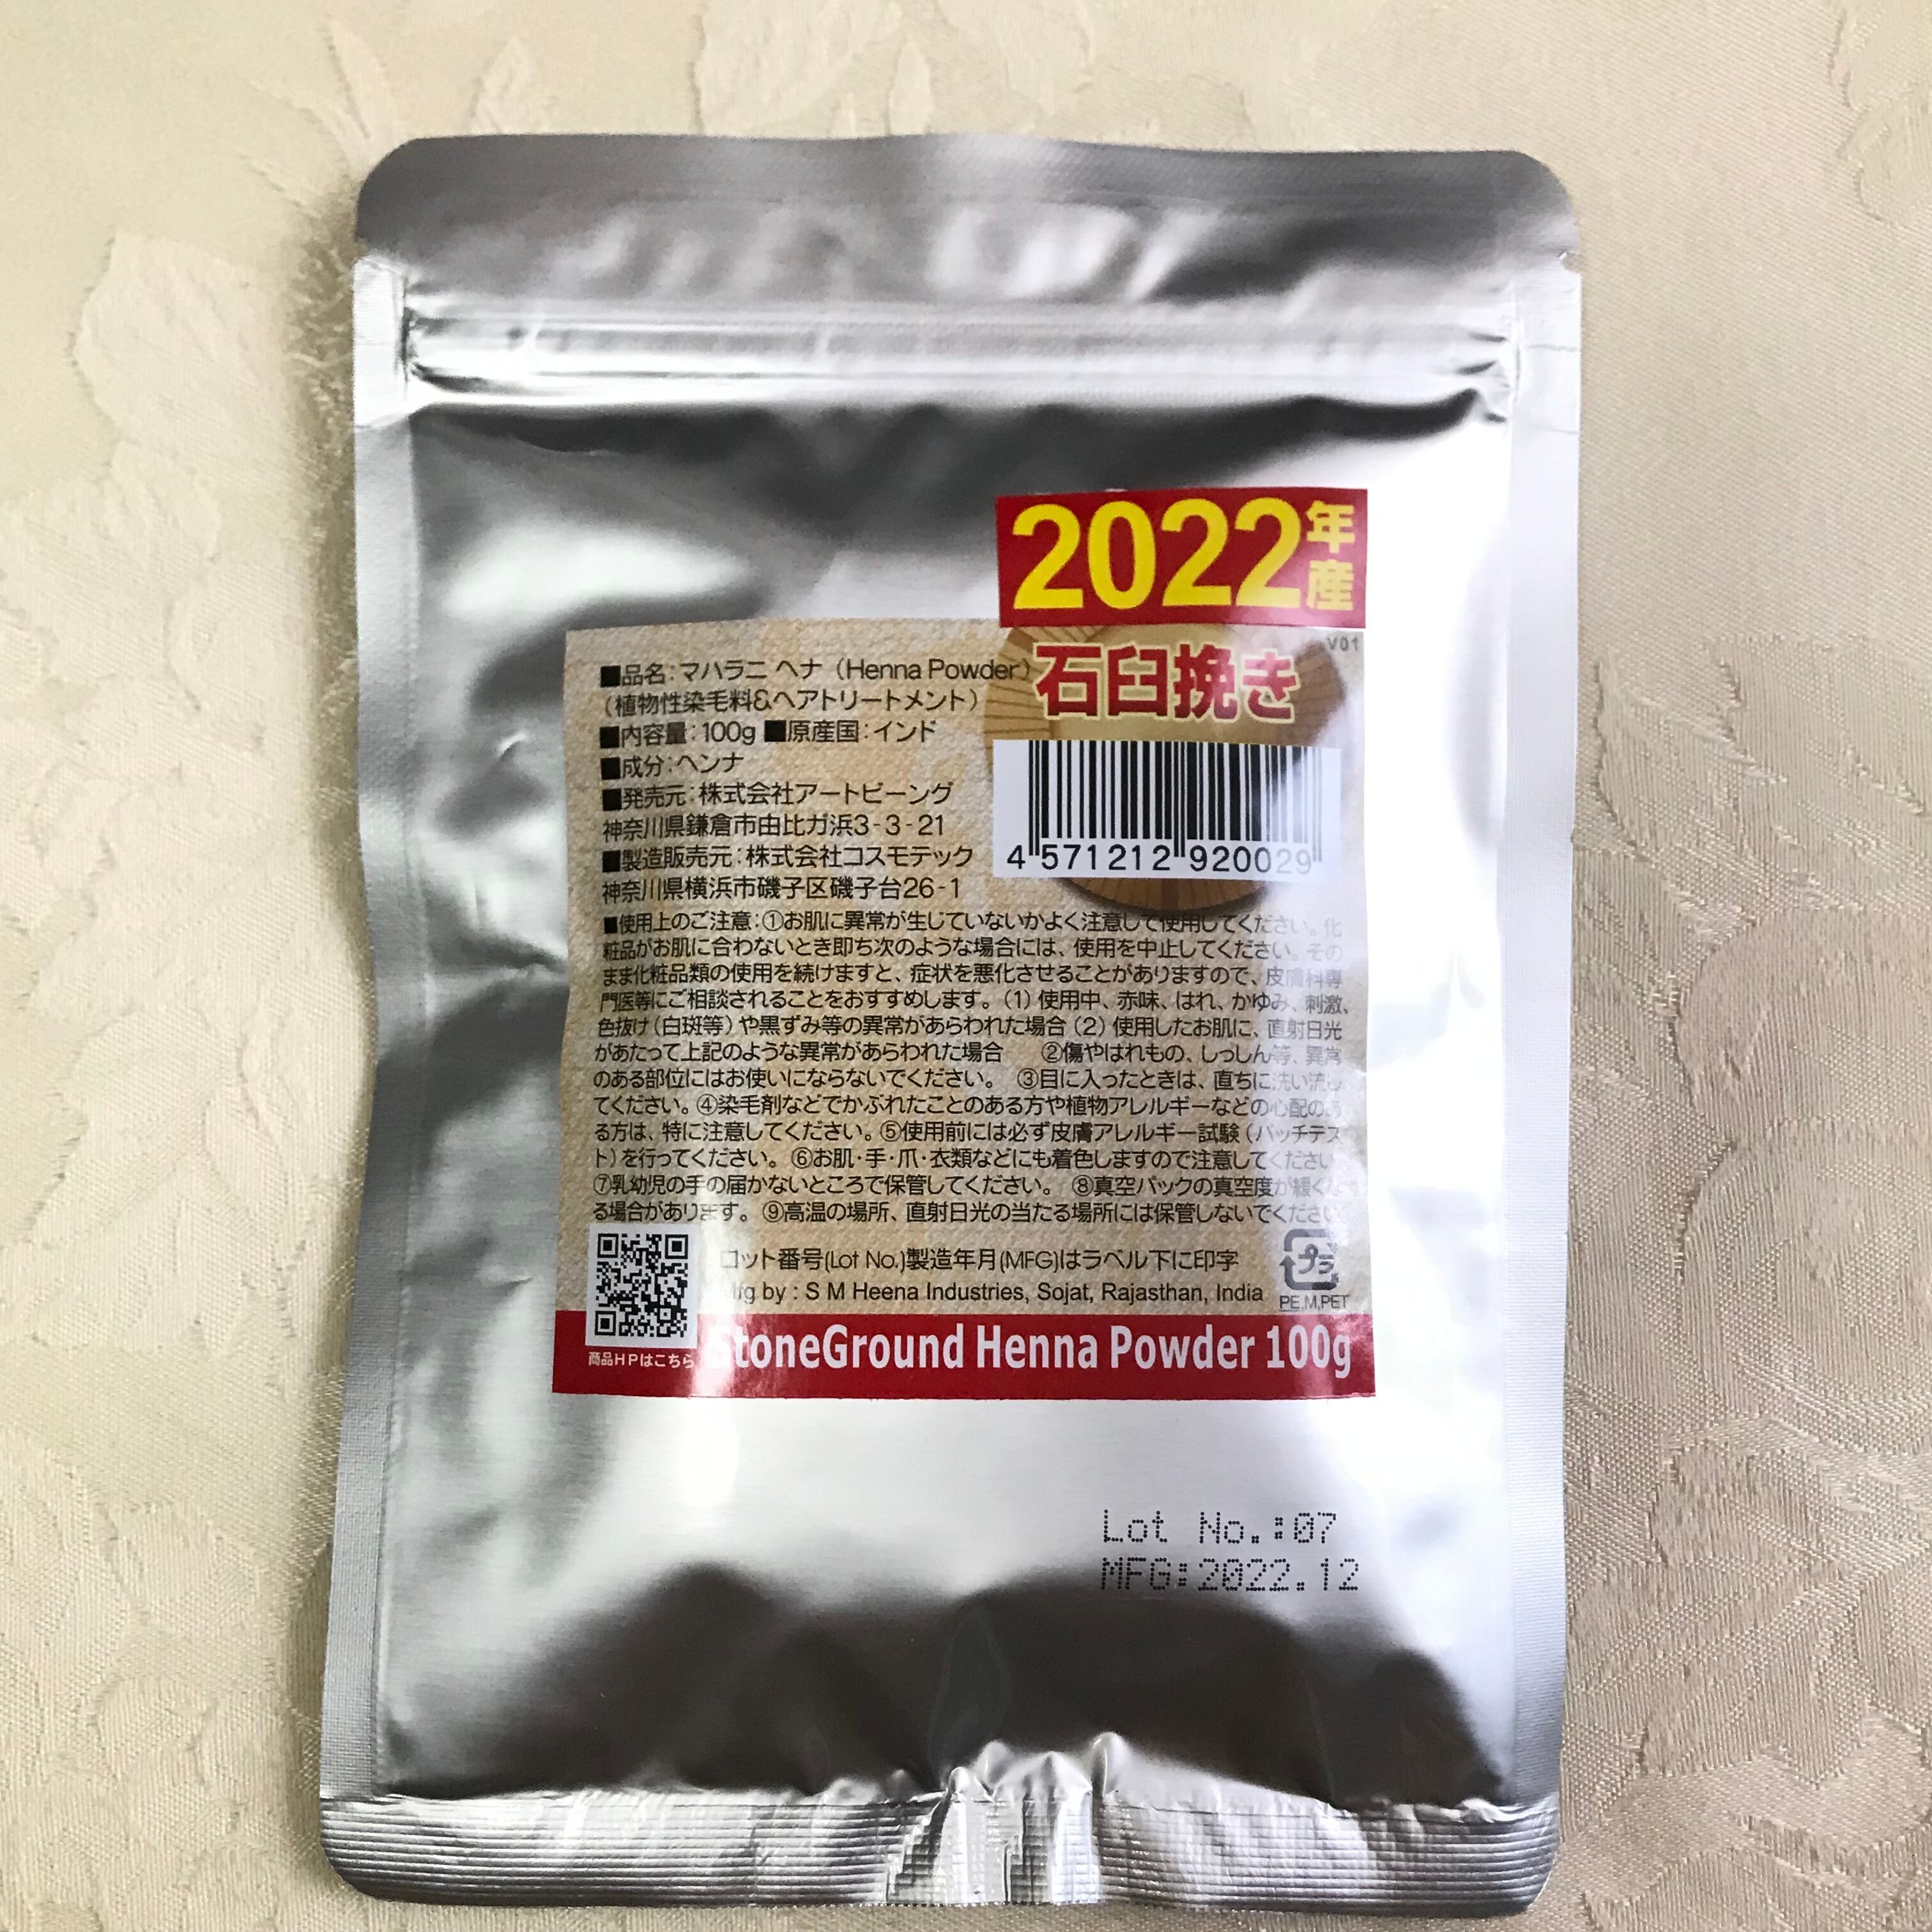 2022年産
V01
石臼挽き
■品名：マハラニ ヘナ（Henna Powder）
（植物性染毛料&ヘアトリートメント）
■内容量：100g ■原産国：インド
■成分：ヘンナ
■発売元：株式会社アートビーング
神奈川県鎌倉市由比ガ浜3-3-21
■製造販売元：株式会社コスモテック
神奈川県横浜市磯子区磯子台26-1
4 571212 920029
■使用上のご注意：①お肌に異常が生じていないかよく注意して使用してください。化
粧品がお肌に合わないとき即ち次のような場合には、使用を中止してください。その
まま化粧品類の使用を続けますと、症状を悪化させることがありますので、皮膚科専
門医等にご相談されることをおすすめします。（1）使用中、赤味、はれ、かゆみ、刺激、
色抜け（白斑等）や黒ずみ等の異常があらわれた場合（2）使用したお肌に、直射日光
があたって上記のような異常があらわれた場合　②傷やはれもの、しっしん等、異常
のある部位にはお使いにならないでください。　③目に入ったときは、直ちに洗い流し
てください。④染毛剤などでかぶれたことのある方や植物アレルギーなどの心配のあ
る方は、特に注意してください。⑤使用前には必ず皮膚アレルギー試験（パッチテス
ト）を行ってください。　⑥お肌・手・爪・衣類などにも着色しますので注意してください
⑦乳幼児の手の届かないところで保管してください。　⑧真空パックの真空度が緩くな
る場合があります。　⑨高温の場所、直射日光の当たる場所には保管しないでください
ロット番号(Lot No.)製造年月(MFG)はラベル下に印字
Mfg by : S M Heena Industries, Sojat, Rajasthan, India
プラ
PE,M,PET
商品HPはこちら
StoneGround Henna Powder 100g
Lot No.:07
MFG:2022.12